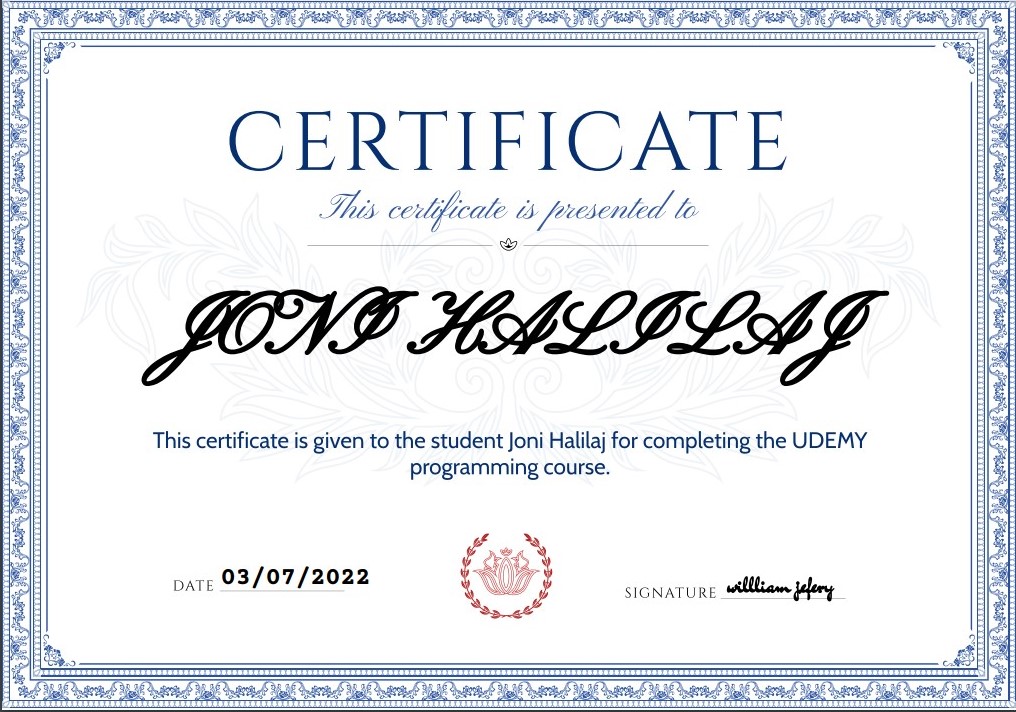 CERTIFICATE
This certificate is presented to
JONI HALILAJ
This certificate is given to the student Joni Halilaj for completing the UDEMY
programming course.
DATE 03/07/2022
SIGNATURE willliam jefery